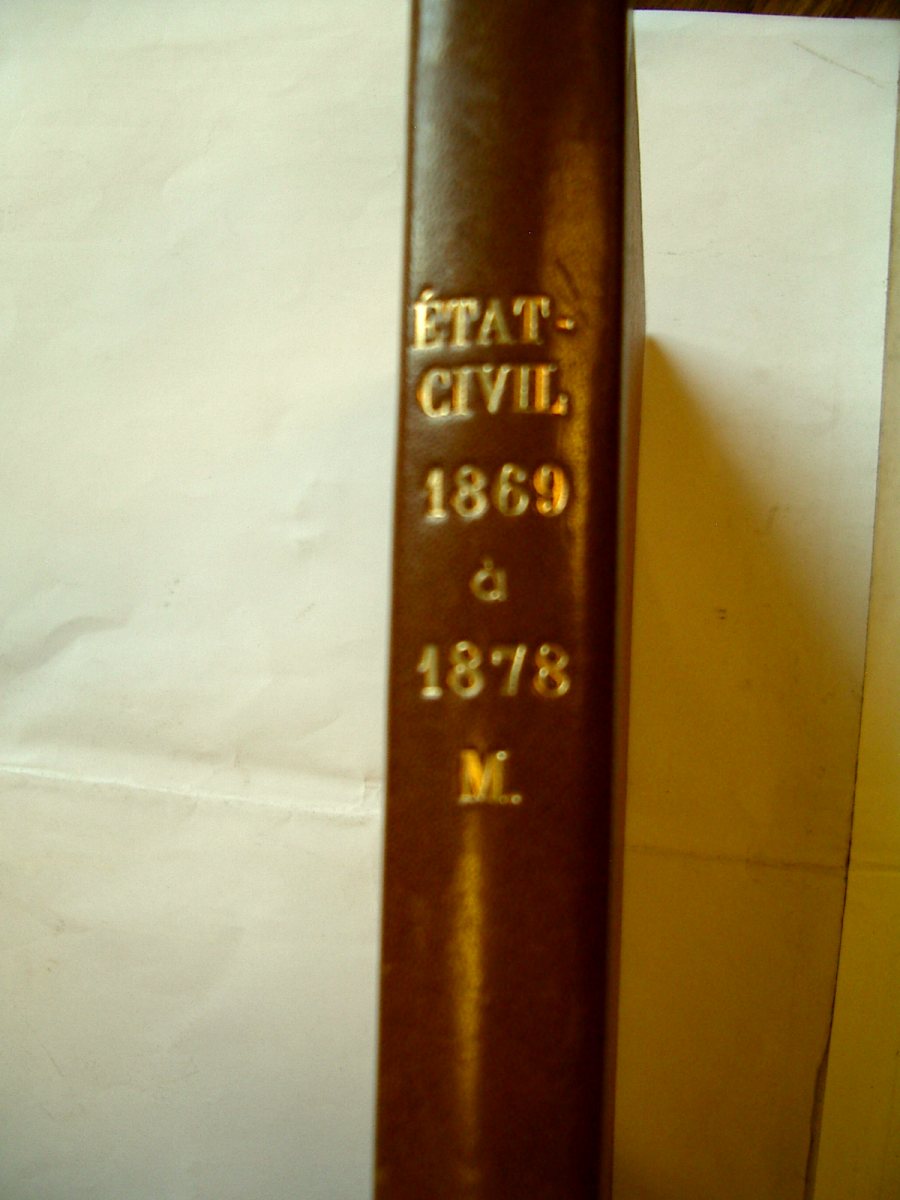 ÉTAT-
CIVIL
1869
à
1878
M.